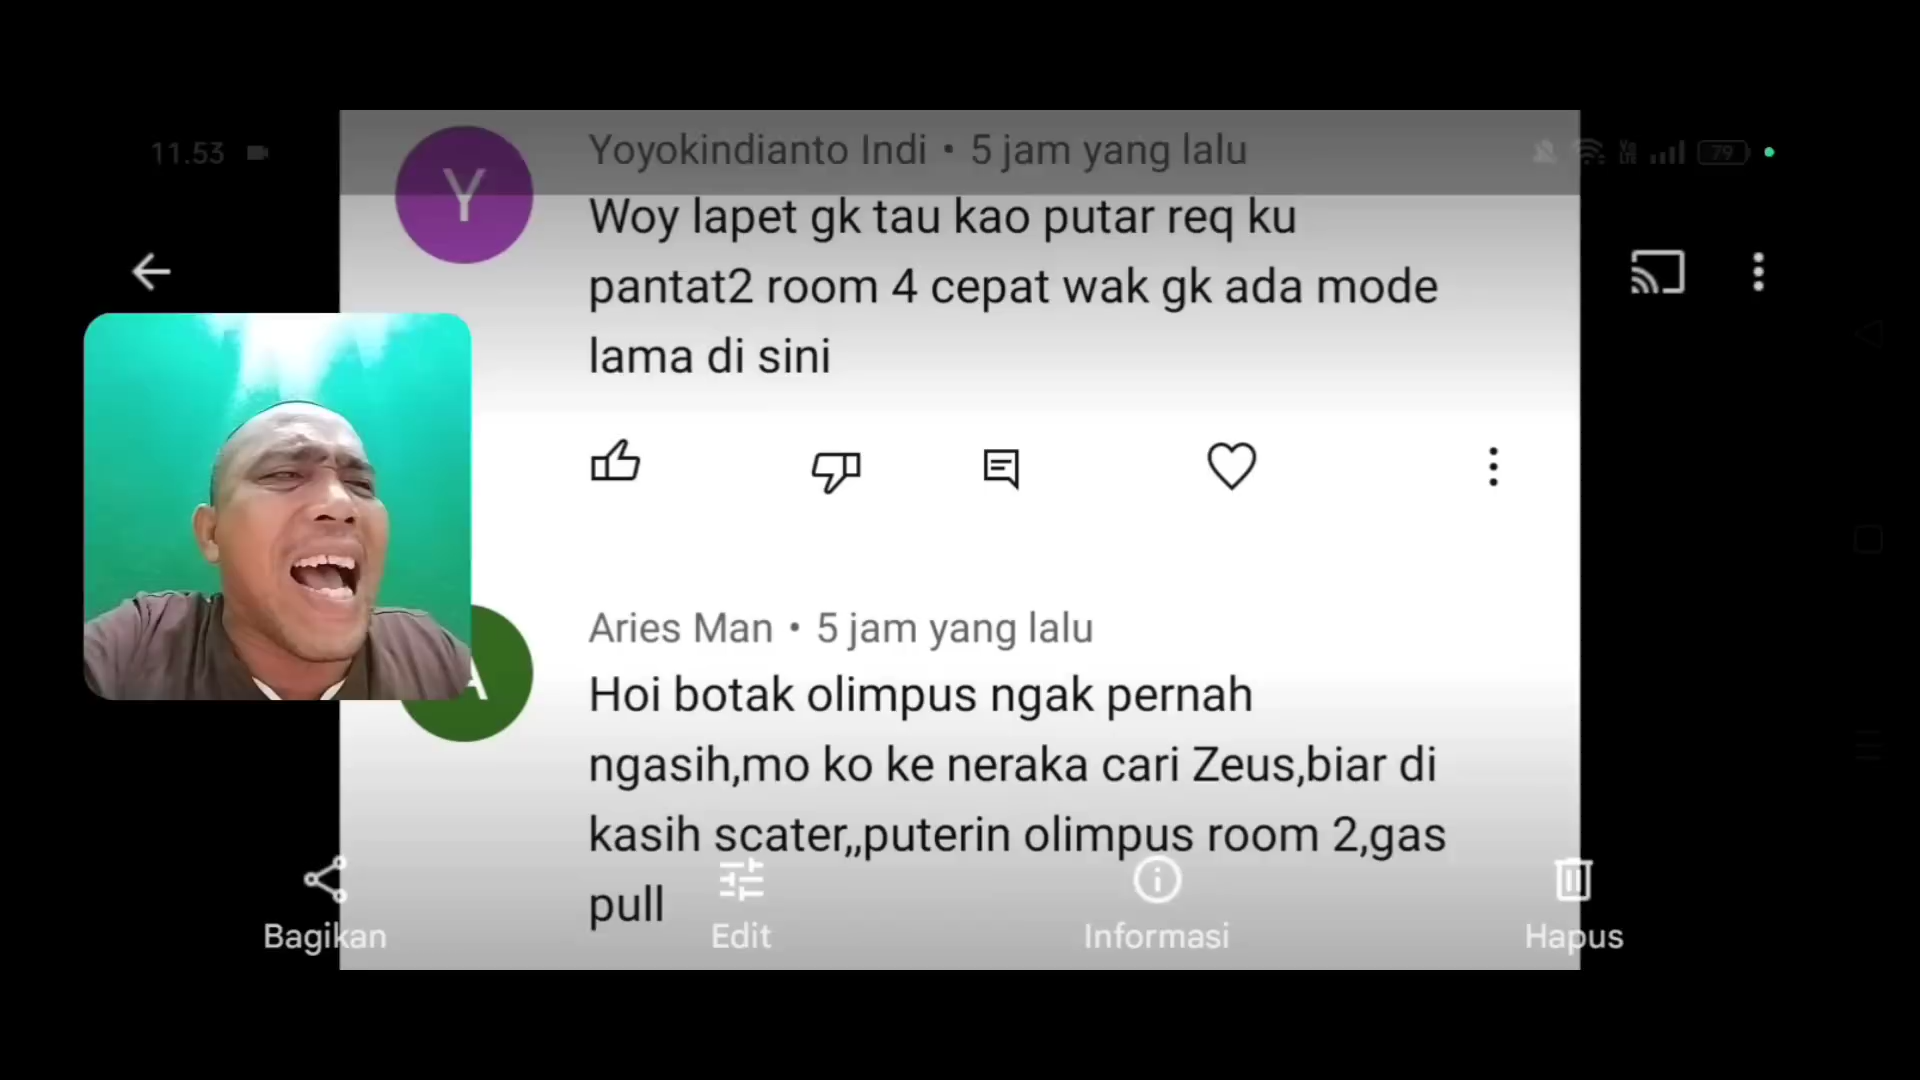 11.53
79
Y
Yoyokindianto Indi • 5 jam yang lalu
Woy lapet gk tau kao putar req ku
pantat2 room 4 cepat wak gk ada mode
lama di sini
A
Aries Man • 5 jam yang lalu
Hoi botak olimpus ngak pernah
ngasih,mo ko ke neraka cari Zeus,biar di
kasih scater,,puterin olimpus room 2,gas
pull
Bagikan
Edit
Informasi
Hapus